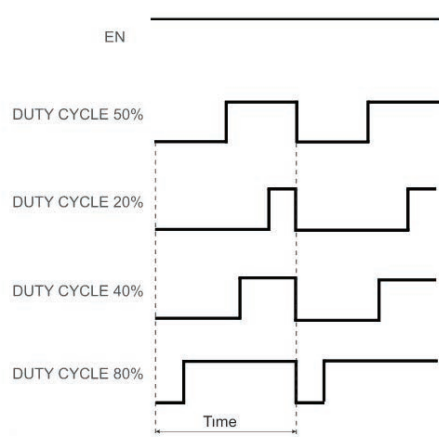 EN
DUTY CYCLE 50%
DUTY CYCLE 20%
DUTY CYCLE 40%
DUTY CYCLE 80%
Time